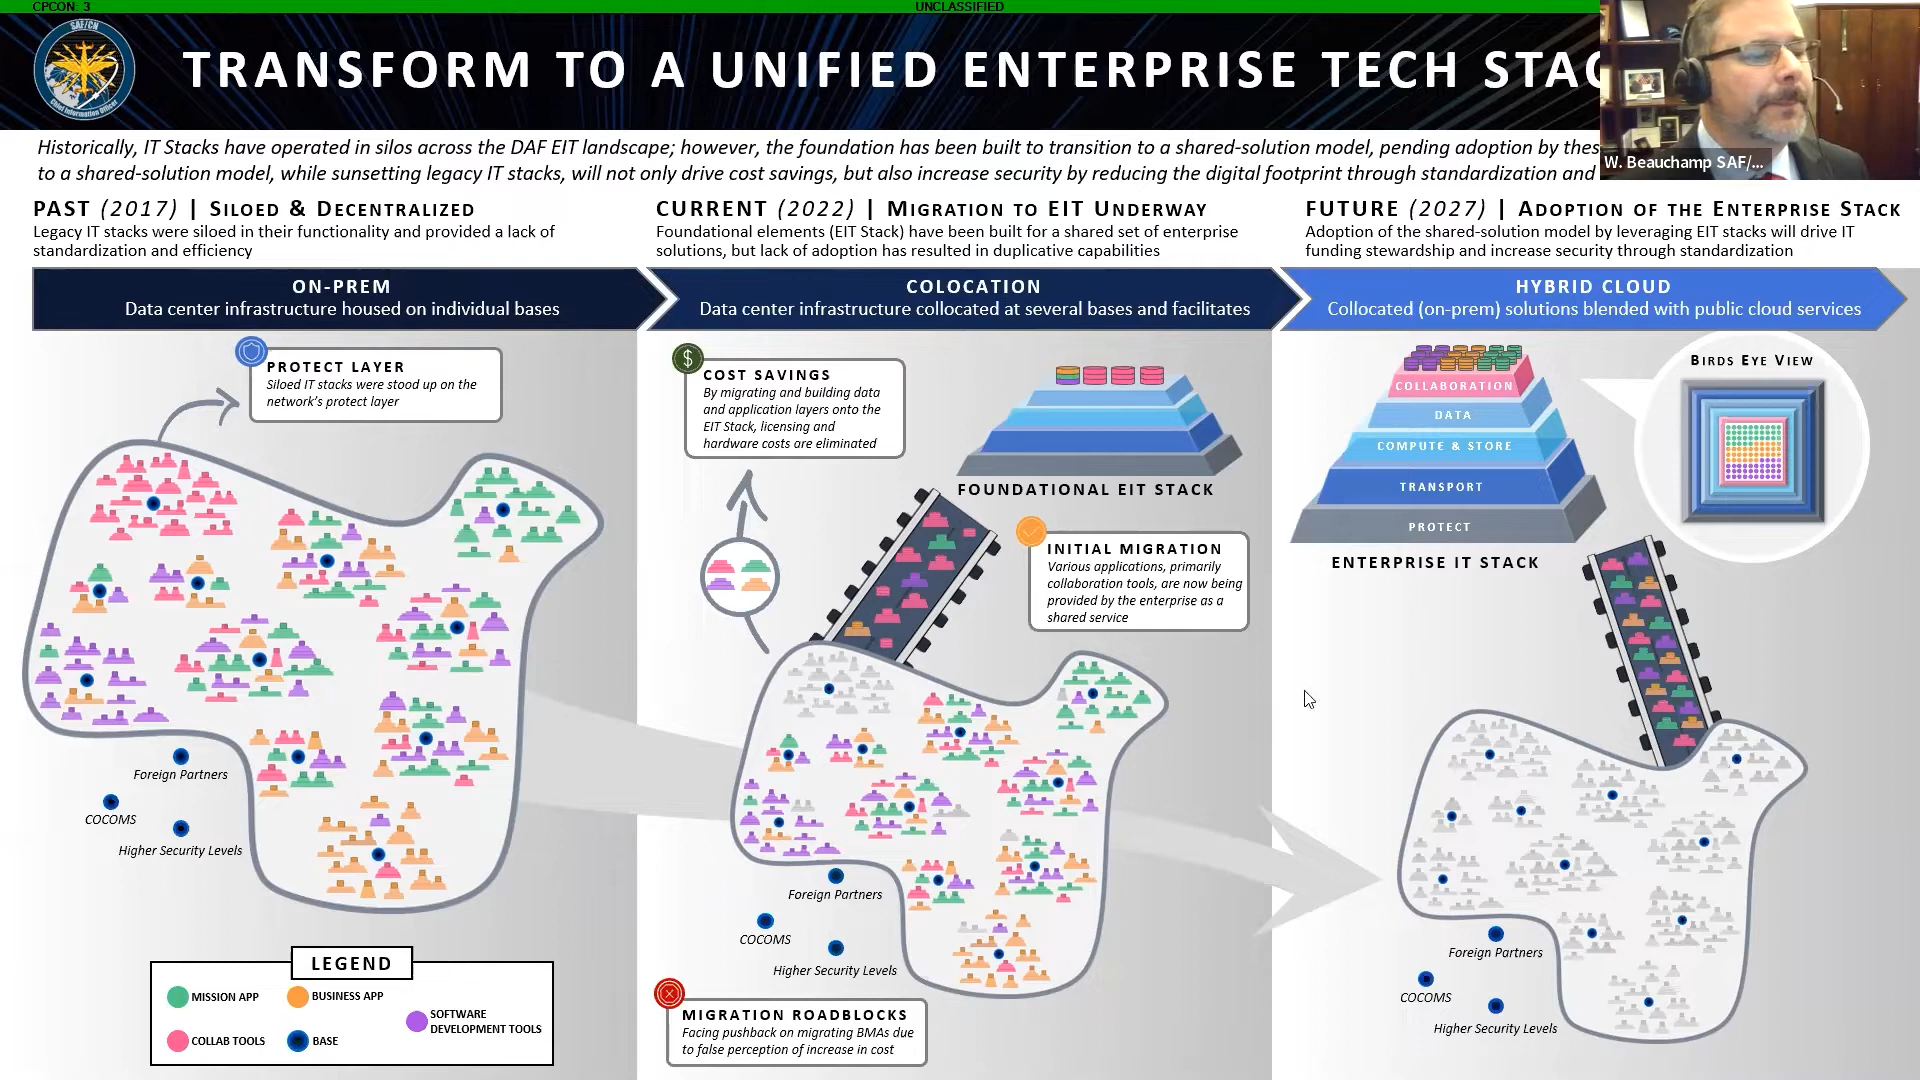 CPCON: 3
UNCLASSIFIED
SAF/CN
Chief Information Officer
TRANSFORM TO A UNIFIED ENTERPRISE TECH STAC
W. Beauchamp SAF/...
Historically, IT Stacks have operated in silos across the DAF EIT landscape; however, the foundation has been built to transition to a shared-solution model, pending adoption by thes
to a shared-solution model, while sunsetting legacy IT stacks, will not only drive cost savings, but also increase security by reducing the digital footprint through standardization and
PAST (2017) | SILOED & DECENTRALIZED
Legacy IT stacks were siloed in their functionality and provided a lack of
standardization and efficiency
ON-PREM
Data center infrastructure housed on individual bases
PROTECT LAYER
Siloed IT stacks were stood up on the
network's protect layer
Foreign Partners
COCOMS
Higher Security Levels
LEGEND
MISSION APP
BUSINESS APP
SOFTWARE
DEVELOPMENT TOOLS
COLLAB TOOLS
BASE
CURRENT (2022) | MIGRATION TO EIT UNDERWAY
Foundational elements (EIT Stack) have been built for a shared set of enterprise
solutions, but lack of adoption has resulted in duplicative capabilities
COLOCATION
Data center infrastructure collocated at several bases and facilitates
$
COST SAVINGS
By migrating and building data
and application layers onto the
EIT Stack, licensing and
hardware costs are eliminated
FOUNDATIONAL EIT STACK
INITIAL MIGRATION
Various applications, primarily
collaboration tools, are now being
provided by the enterprise as a
shared service
Foreign Partners
COCOMS
Higher Security Levels
MIGRATION ROADBLOCKS
Facing pushback on migrating BMAs due
to false perception of increase in cost
FUTURE (2027) | ADOPTION OF THE ENTERPRISE STACK
Adoption of the shared-solution model by leveraging EIT stacks will drive IT
funding stewardship and increase security through standardization
HYBRID CLOUD
Collocated (on-prem) solutions blended with public cloud services
COLLABORATION
DATA
COMPUTE & STORE
TRANSPORT
PROTECT
ENTERPRISE IT STACK
BIRDS EYE VIEW
Foreign Partners
COCOMS
Higher Security Levels